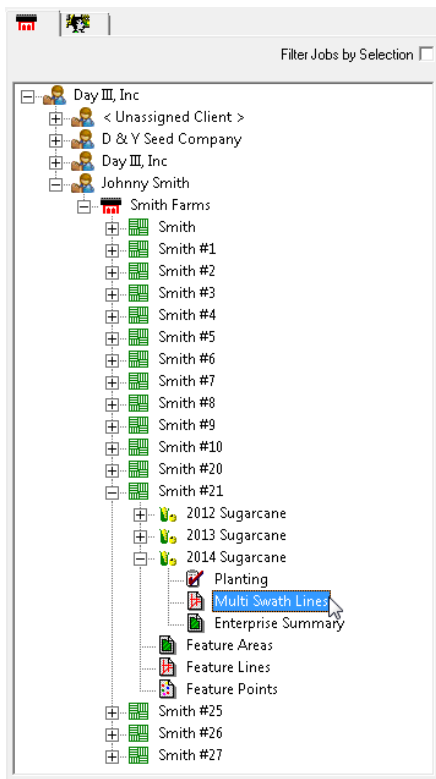 Filter Jobs by Selection
Day III, Inc
< Unassigned Client >
D & Y Seed Company
Day III, Inc
Johnny Smith
Smith Farms
Smith
Smith #1
Smith #2
Smith #3
Smith #4
Smith #5
Smith #6
Smith #7
Smith #8
Smith #9
Smith #10
Smith #20
Smith #21
2012 Sugarcane
2013 Sugarcane
2014 Sugarcane
Planting
Multi Swath Lines
Enterprise Summary
Feature Areas
Feature Lines
Feature Points
Smith #25
Smith #26
Smith #27